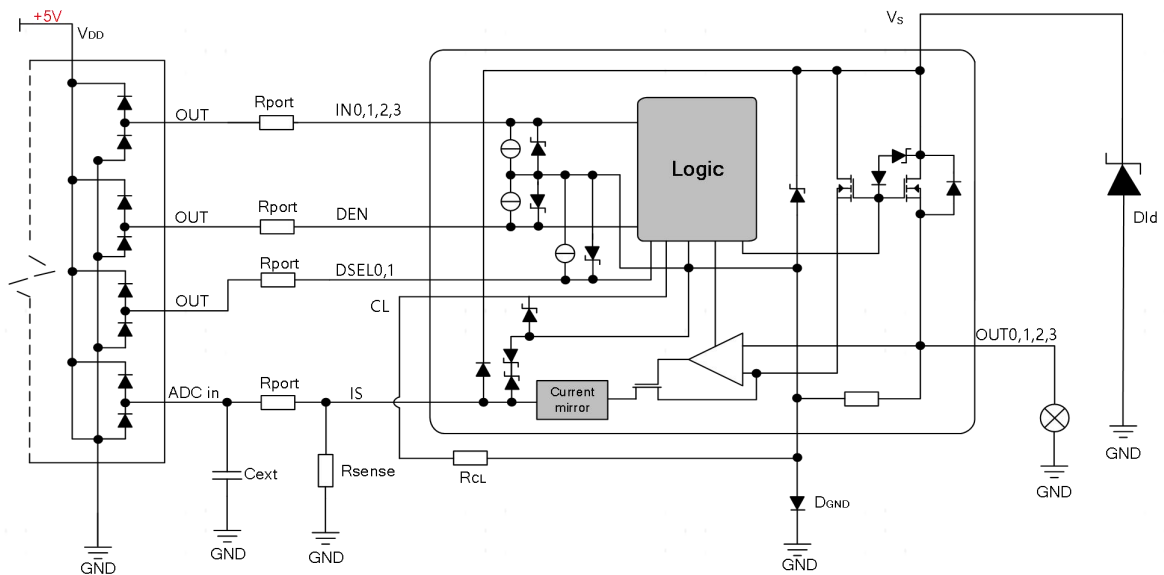 +5V
VDD
VS
OUT
Rport
IN0,1,2,3
Logic
OUT
Rport
DEN
Dld
OUT
Rport
DSEL0,1
CL
OUT0,1,2,3
ADC in
Rport
IS
Current
mirror
Cext
Rsense
RCL
DGND
GND
GND
GND
GND
GND
GND